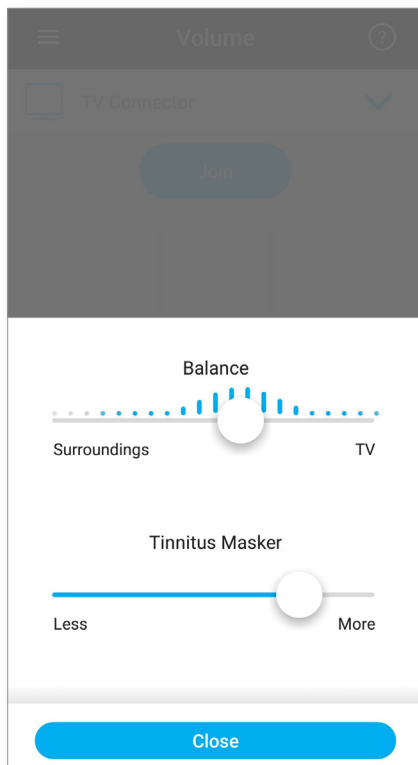 Volume
?
TV Connector
Join
Balance
Surroundings TV
Tinnitus Masker
Less More
Close